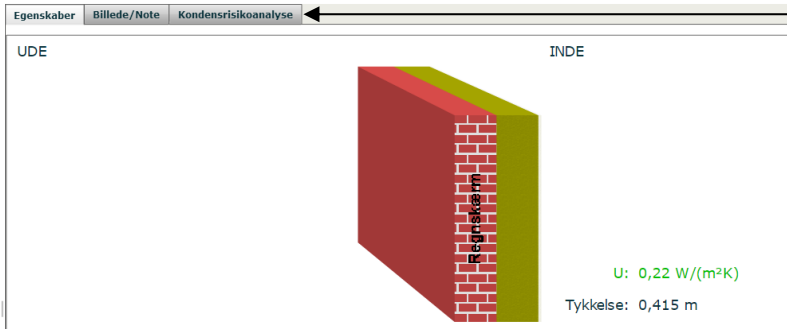 Egenskaber Billede/Note Kondensrisikoanalyse
UDE INDE
Regnskærm
U: 0,22 W/(m²K)
Tykkelse: 0,415 m